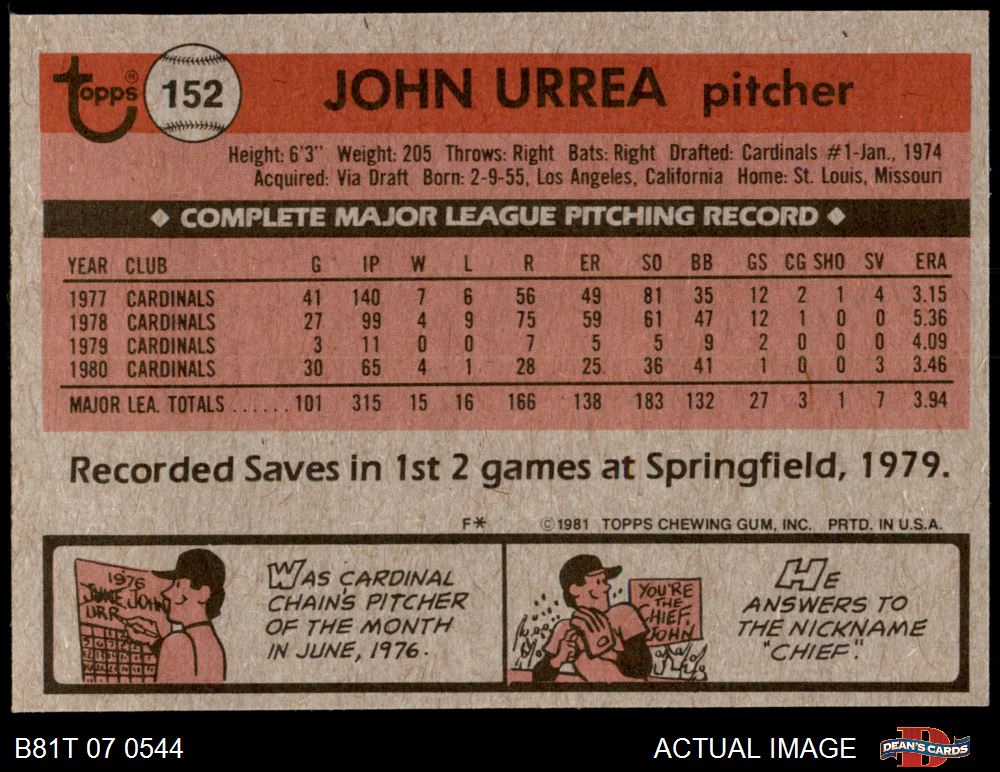 Topps® 152 JOHN URREA pitcher
Height: 6'3" Weight: 205 Throws: Right Bats: Right Drafted: Cardinals #1-Jan., 1974
Acquired: Via Draft Born: 2-9-55, Los Angeles, California Home: St. Louis, Missouri
COMPLETE MAJOR LEAGUE PITCHING RECORD
YEAR CLUB G IP W L R ER SO BB GS CG SHO SV ERA
1977 CARDINALS 41 140 7 6 56 49 81 35 12 2 1 4 3.15
1978 CARDINALS 27 99 4 9 75 59 61 47 12 1 0 0 5.36
1979 CARDINALS 3 11 0 0 7 5 5 9 2 0 0 0 4.09
1980 CARDINALS 30 65 4 1 28 25 36 41 1 0 0 3 3.46
MAJOR LEA. TOTALS ...... 101 315 15 16 166 138 183 132 27 3 1 7 3.94
Recorded Saves in 1st 2 games at Springfield, 1979.
F* ©1981 TOPPS CHEWING GUM, INC. PRTD. IN U.S.A.
1976
JUNE JOHN
URR
WAS CARDINAL
CHAIN'S PITCHER
OF THE MONTH
IN JUNE, 1976.
YOU'RE
THE
CHIEF,
JOHN
HE
ANSWERS TO
THE NICKNAME
"CHIEF".
B81T 07 0544 ACTUAL IMAGE DEAN'S CARDS